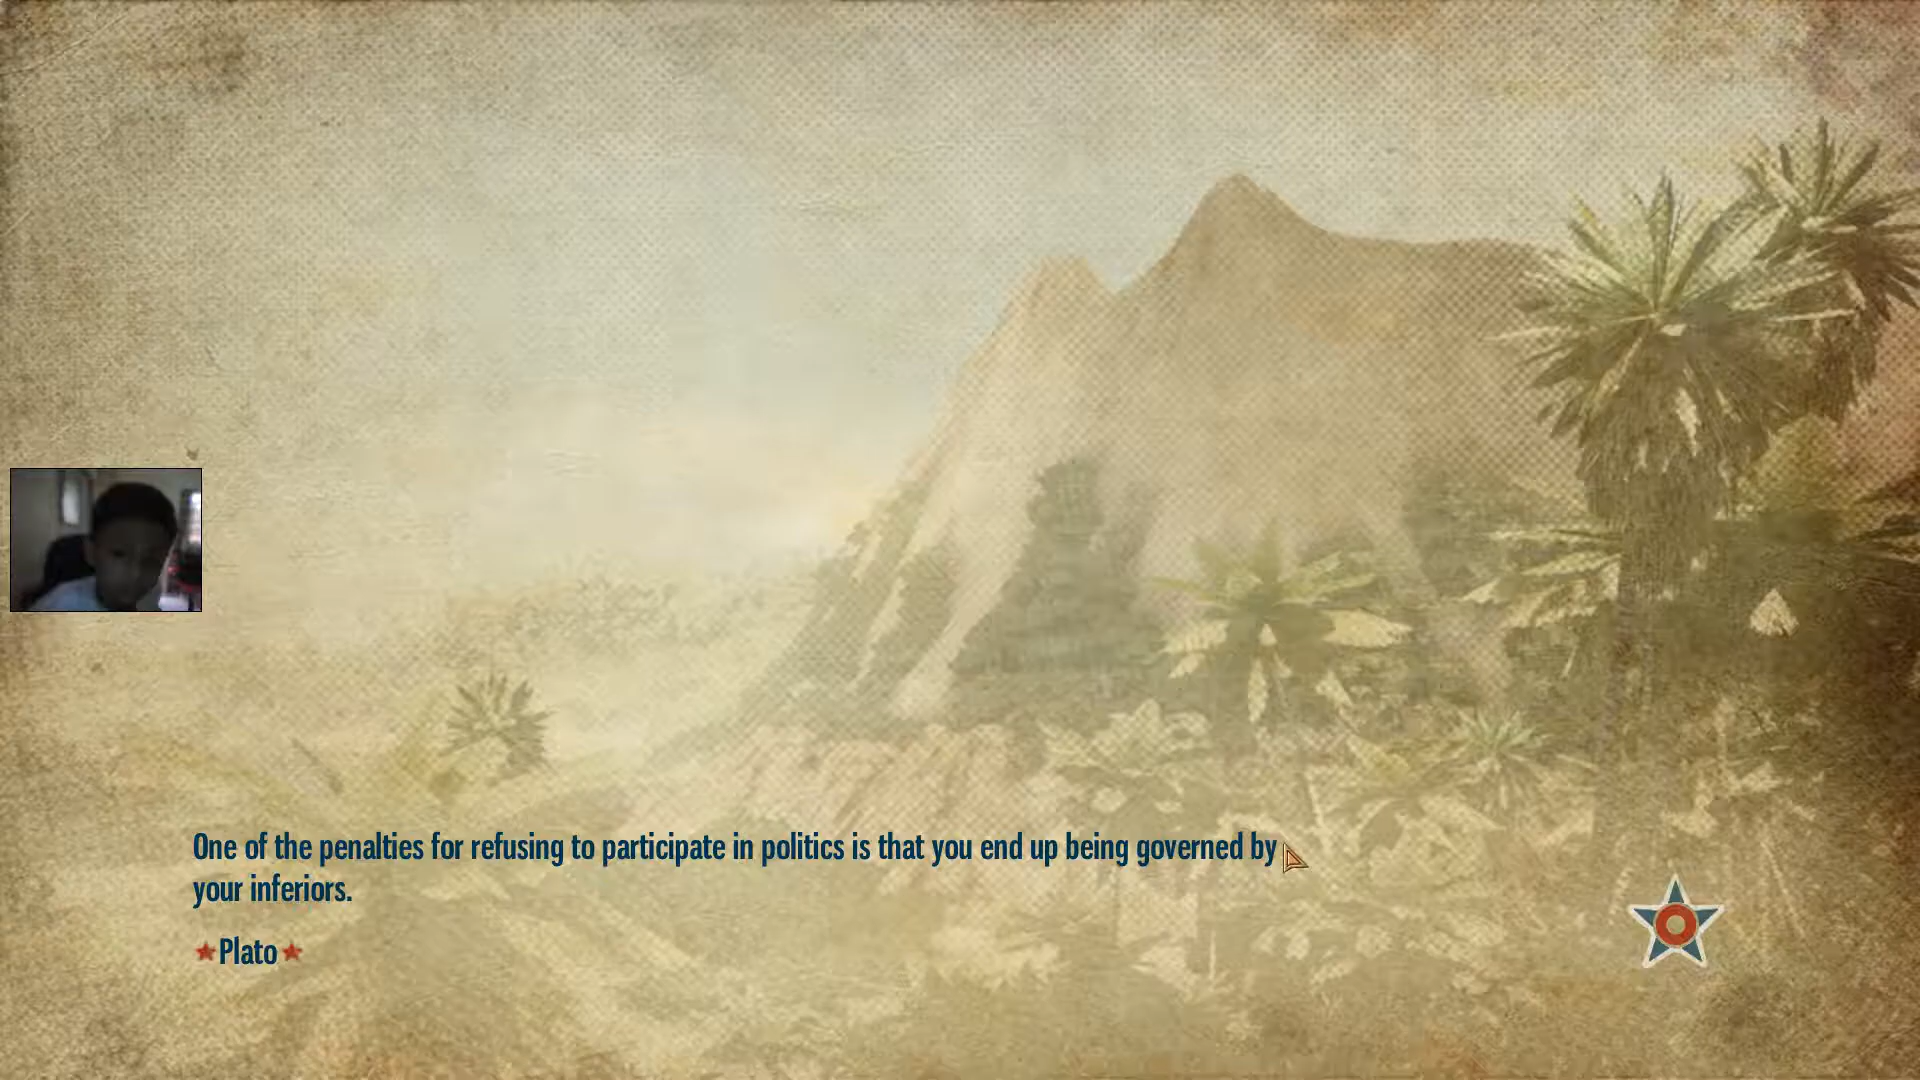 One of the penalties for refusing to participate in politics is that you end up being governed by
your inferiors.
Plato